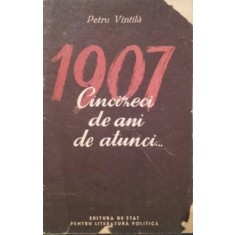 Petru Vintilă
1907
Cincizeci
de ani
de atunci...
EDITURA DE STAT
PENTRU LITERATURA POLITICĂ